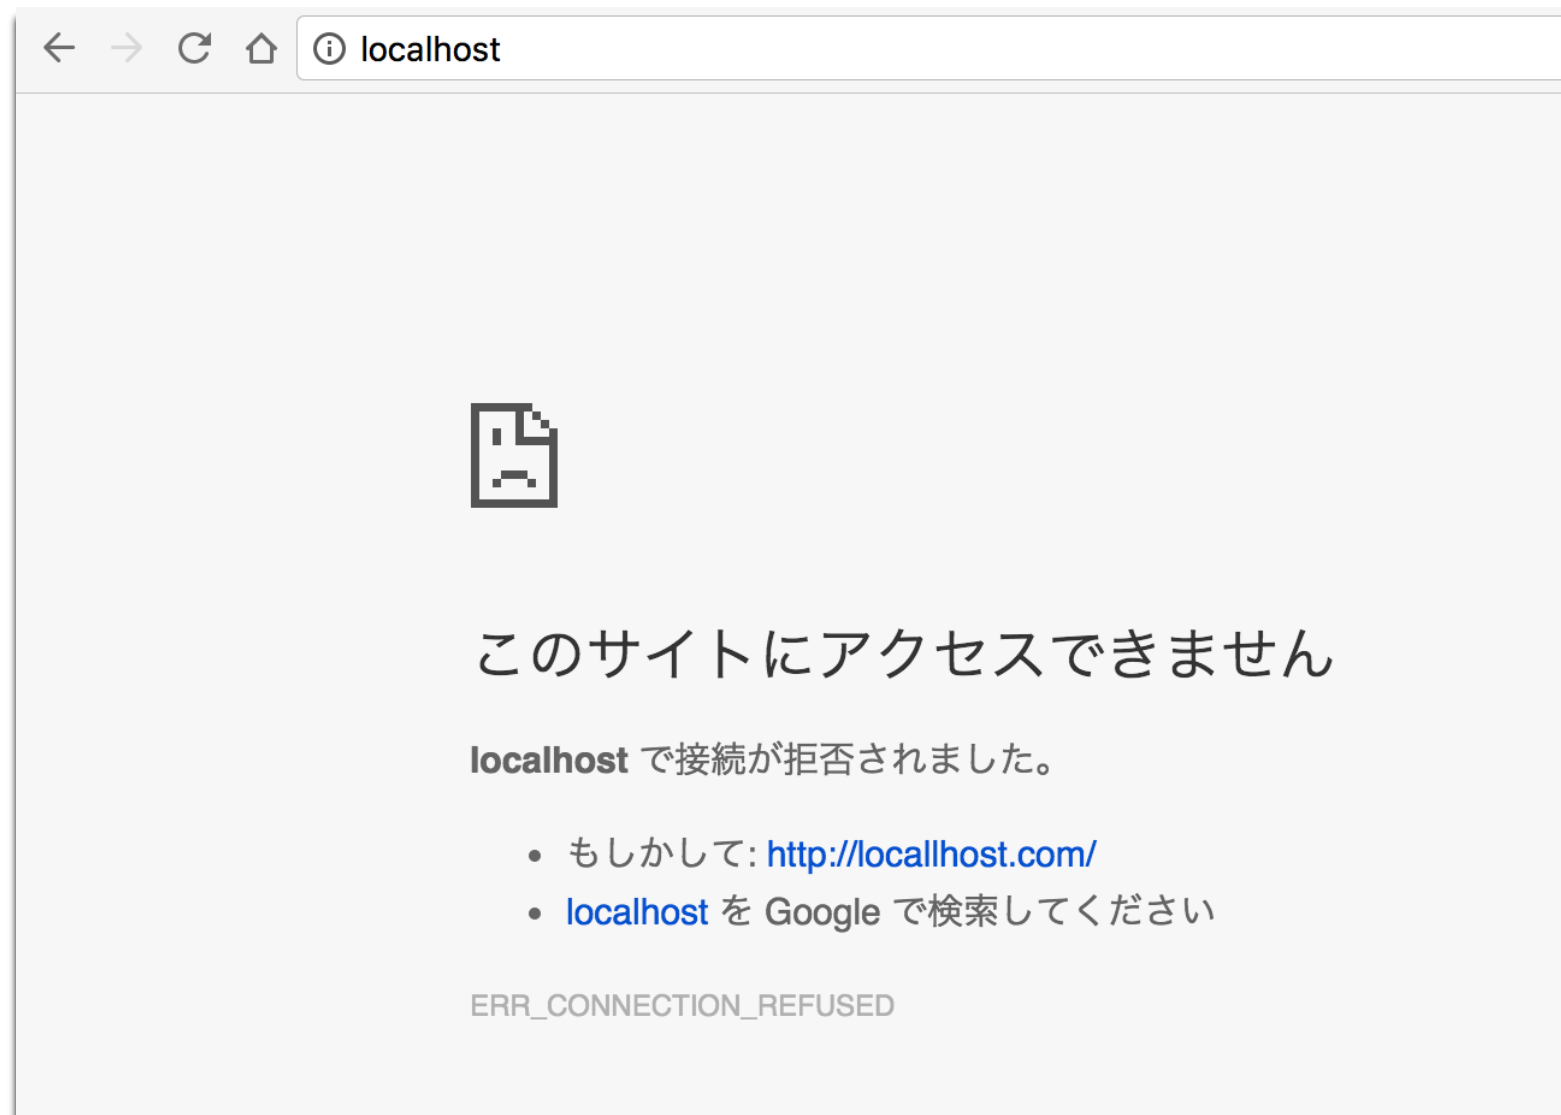 localhost
このサイトにアクセスできません
localhost で接続が拒否されました。
もしかして: http://locallhost.com/
localhost を Google で検索してください
ERR_CONNECTION_REFUSED